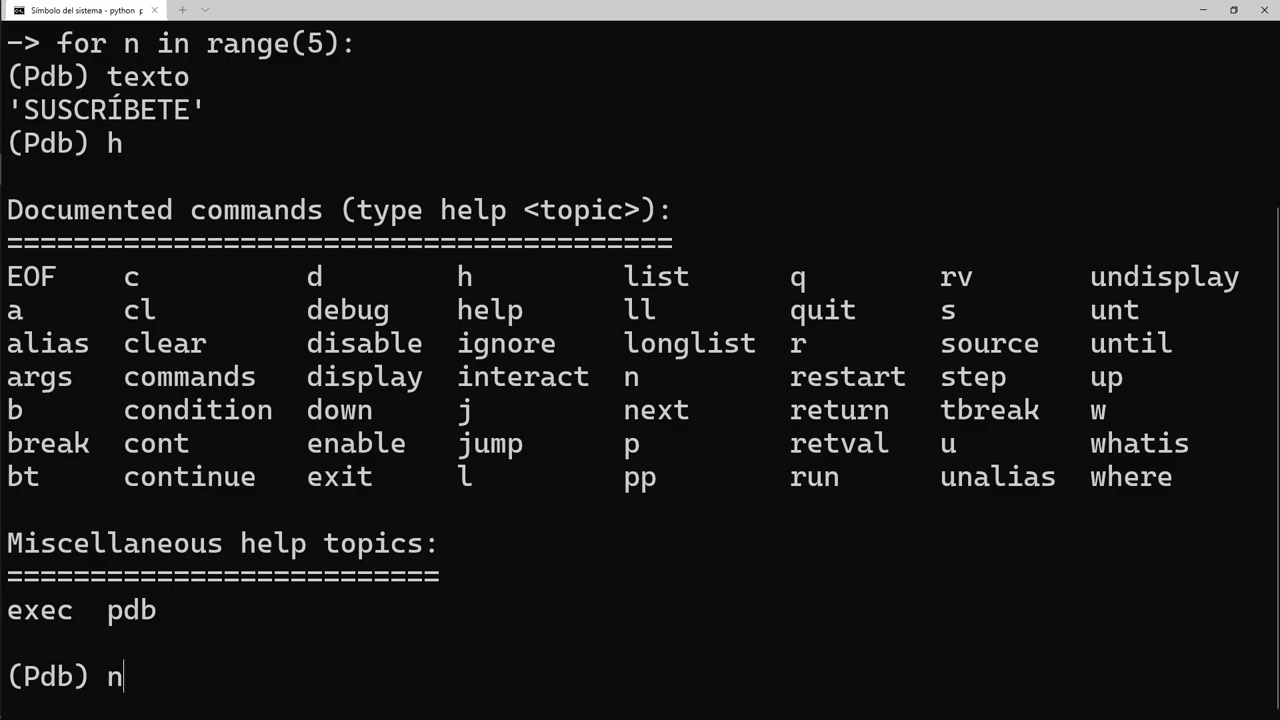 Símbolo del sistema - python p
-> for n in range(5):
(Pdb) texto
'SUSCRÍBETE'
(Pdb) h
Documented commands (type help <topic>):
========================================
EOF c d h list q rv undisplay
a cl debug help ll quit s unt
alias clear disable ignore longlist r source until
args commands display interact n restart step up
b condition down j next return tbreak w
break cont enable jump p retval u whatis
bt continue exit l pp run unalias where
Miscellaneous help topics:
==========================
exec pdb
(Pdb) n